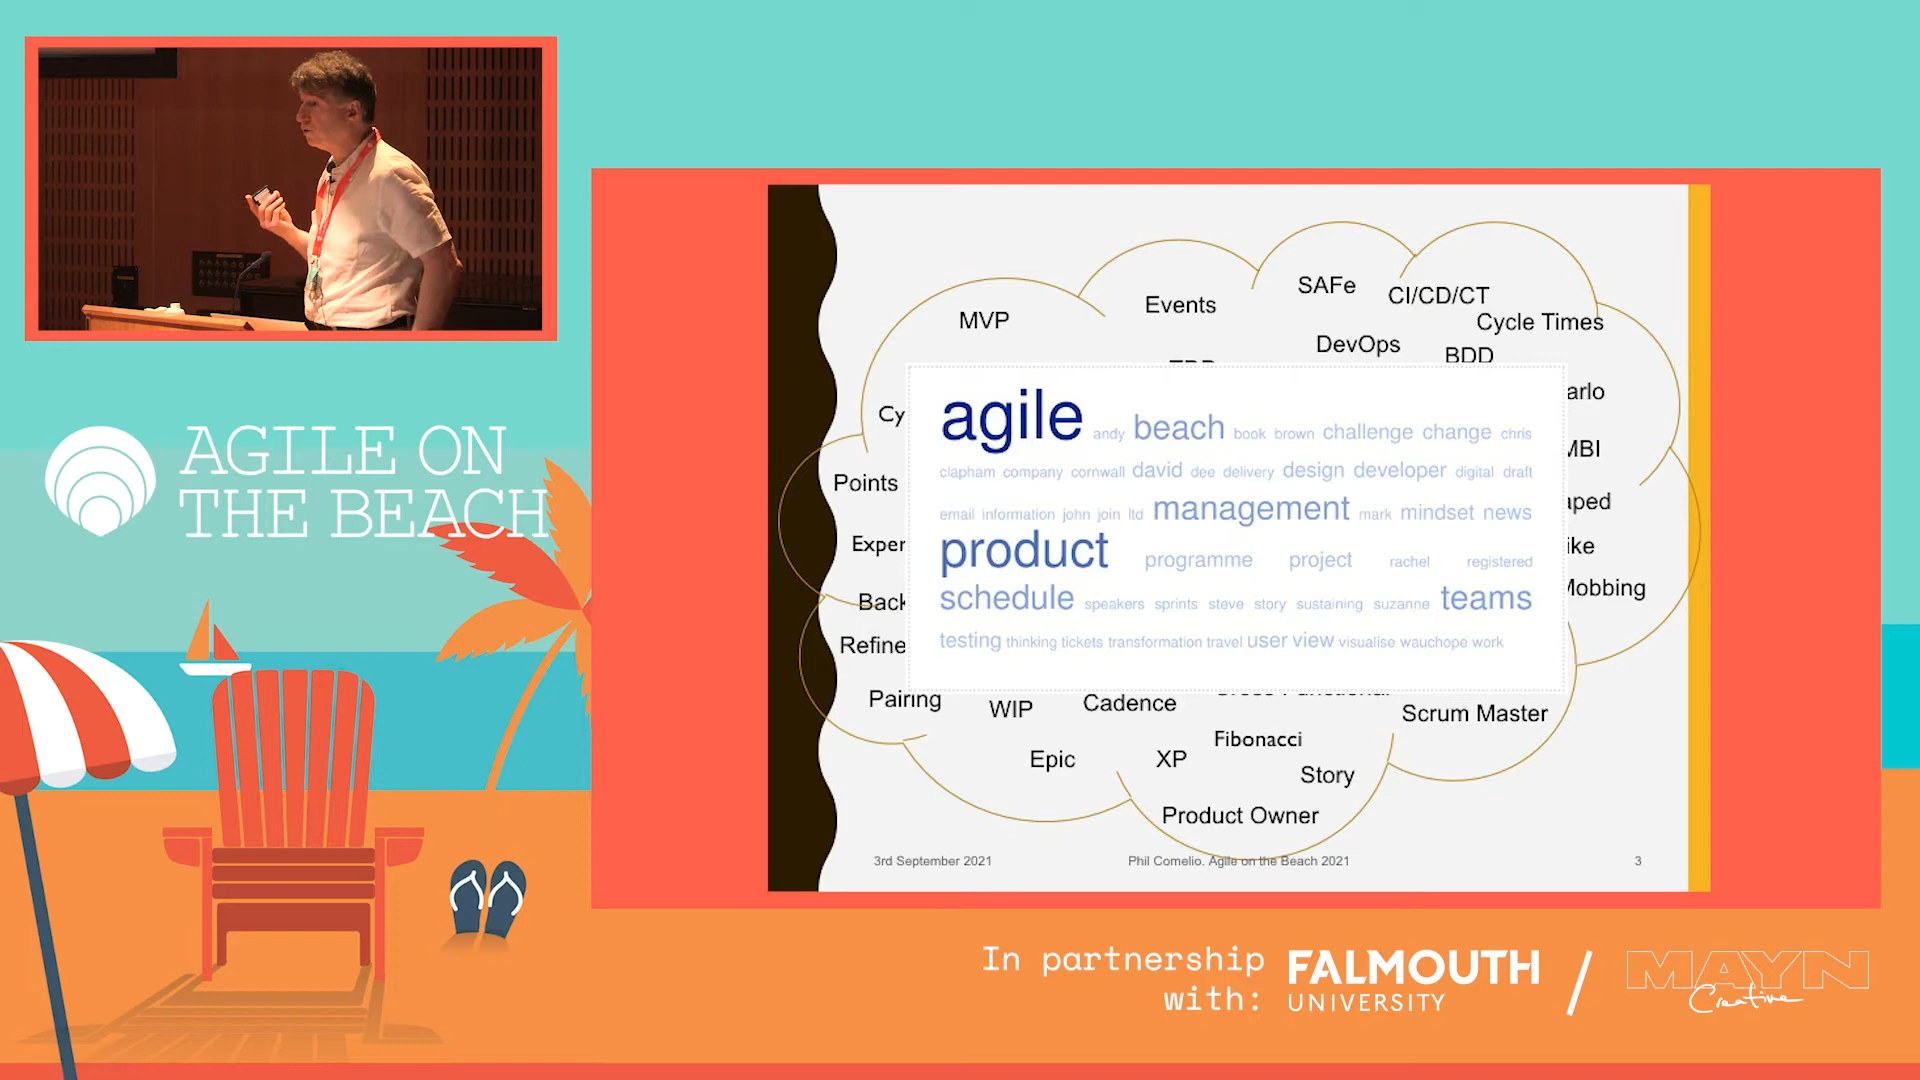 AGILE ON
THE BEACH
MVP
Events
SAFe
CI/CD/CT
Cycle Times
DevOps
BDD
arlo
Cy
MBI
Points
aped
Exper
ike
Back
Mobbing
Refine
Pairing
WIP
Cadence
Scrum Master
Fibonacci
Epic
XP
Story
Product Owner
agile andy beach book brown challenge change chris
clapham company cornwall david dee delivery design developer digital draft
email information john join ltd management mark mindset news
product programme project rachel registered
schedule speakers sprints steve story sustaining suzanne teams
testing thinking tickets transformation travel user view visualise wauchope work
3rd September 2021
Phil Comelio. Agile on the Beach 2021
3
In partnership
with:
FALMOUTH
UNIVERSITY
/
MAYN
Creative